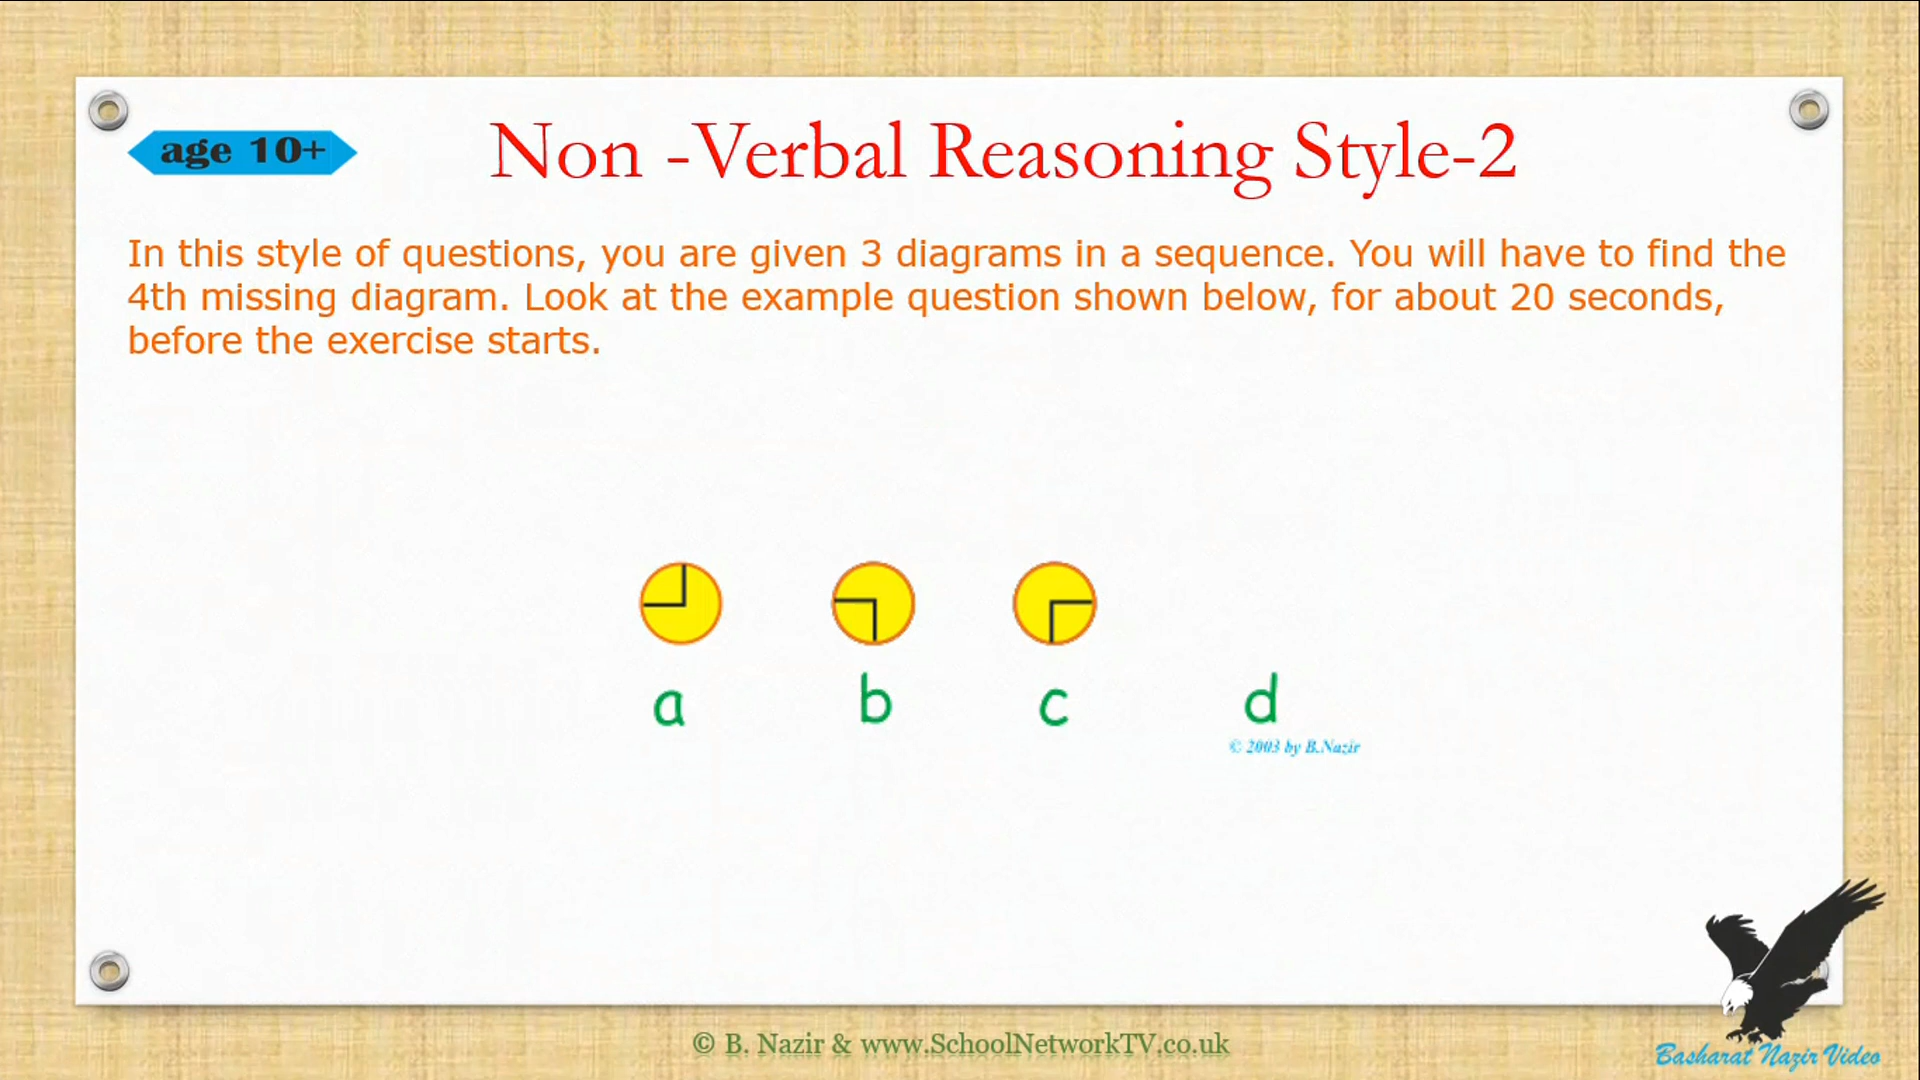 age 10+
Non -Verbal Reasoning Style-2
In this style of questions, you are given 3 diagrams in a sequence. You will have to find the
4th missing diagram. Look at the example question shown below, for about 20 seconds,
before the exercise starts.
a b c d
© 2003 by B.Nazir
© B. Nazir & www.SchoolNetworkTV.co.uk
Basharat Nazir Video